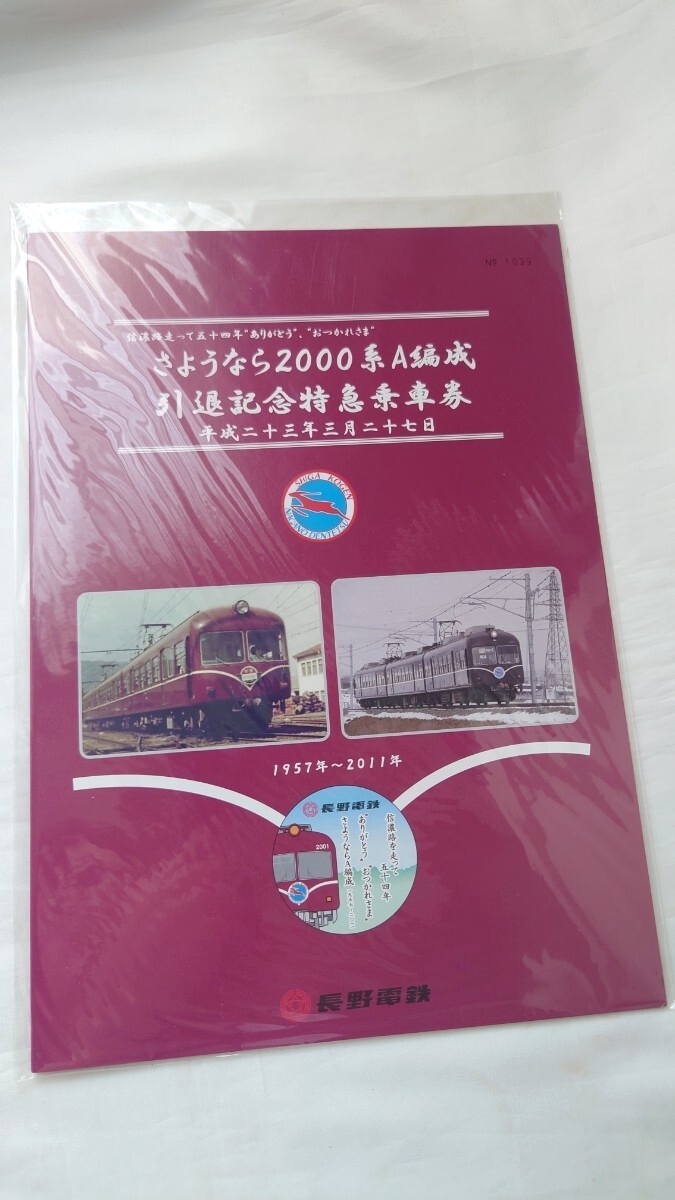 № 1039
信濃路走って五十四年"ありがとう"、"おつかれさま"
さようなら2000系A編成
引退記念特急乗車券
平成二十三年三月二十七日
SHIGA KOGEN
NAGANO DENTETSU
1957年～2011年
長野電鉄
信濃路を走って
五十四年
"ありがとう" "おつかれさま"
さようならA編成
2001
長野電鉄